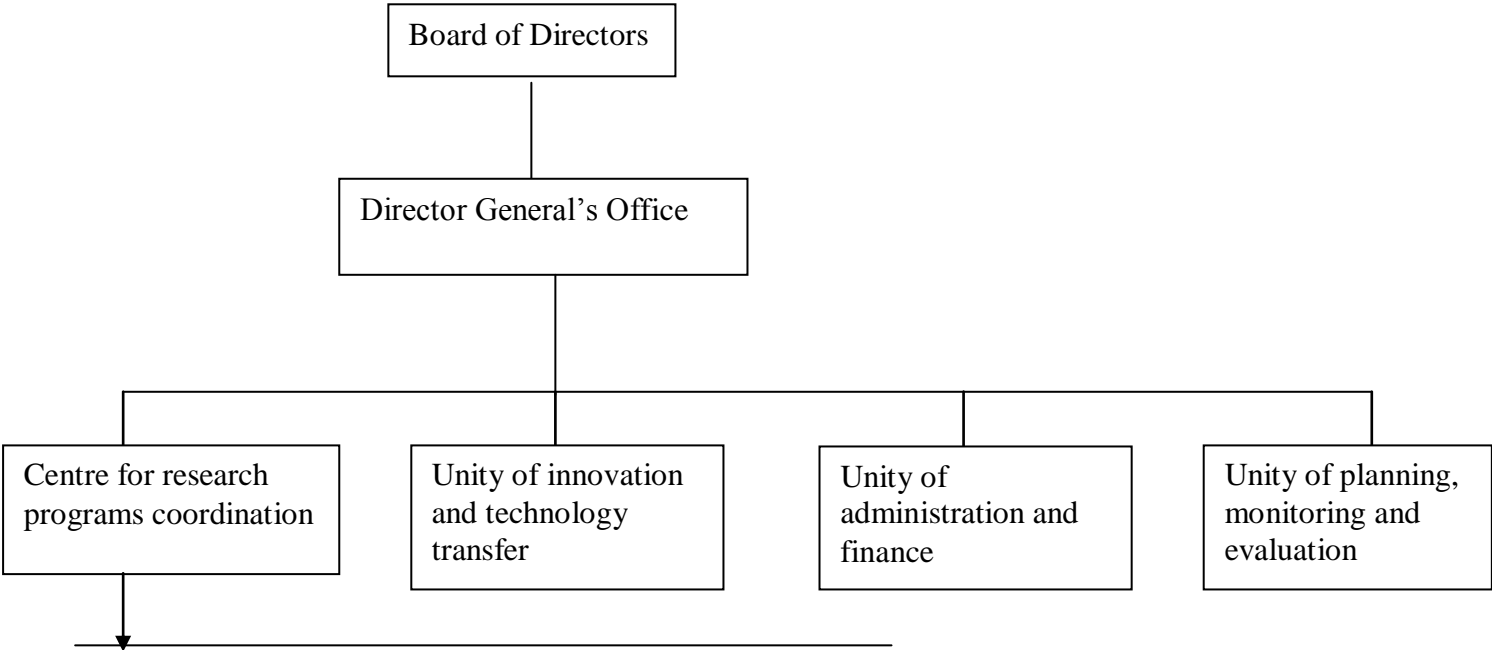 Board of Directors
Director General’s Office
Centre for research
programs coordination
Unity of innovation
and technology
transfer
Unity of
administration and
finance
Unity of planning,
monitoring and
evaluation